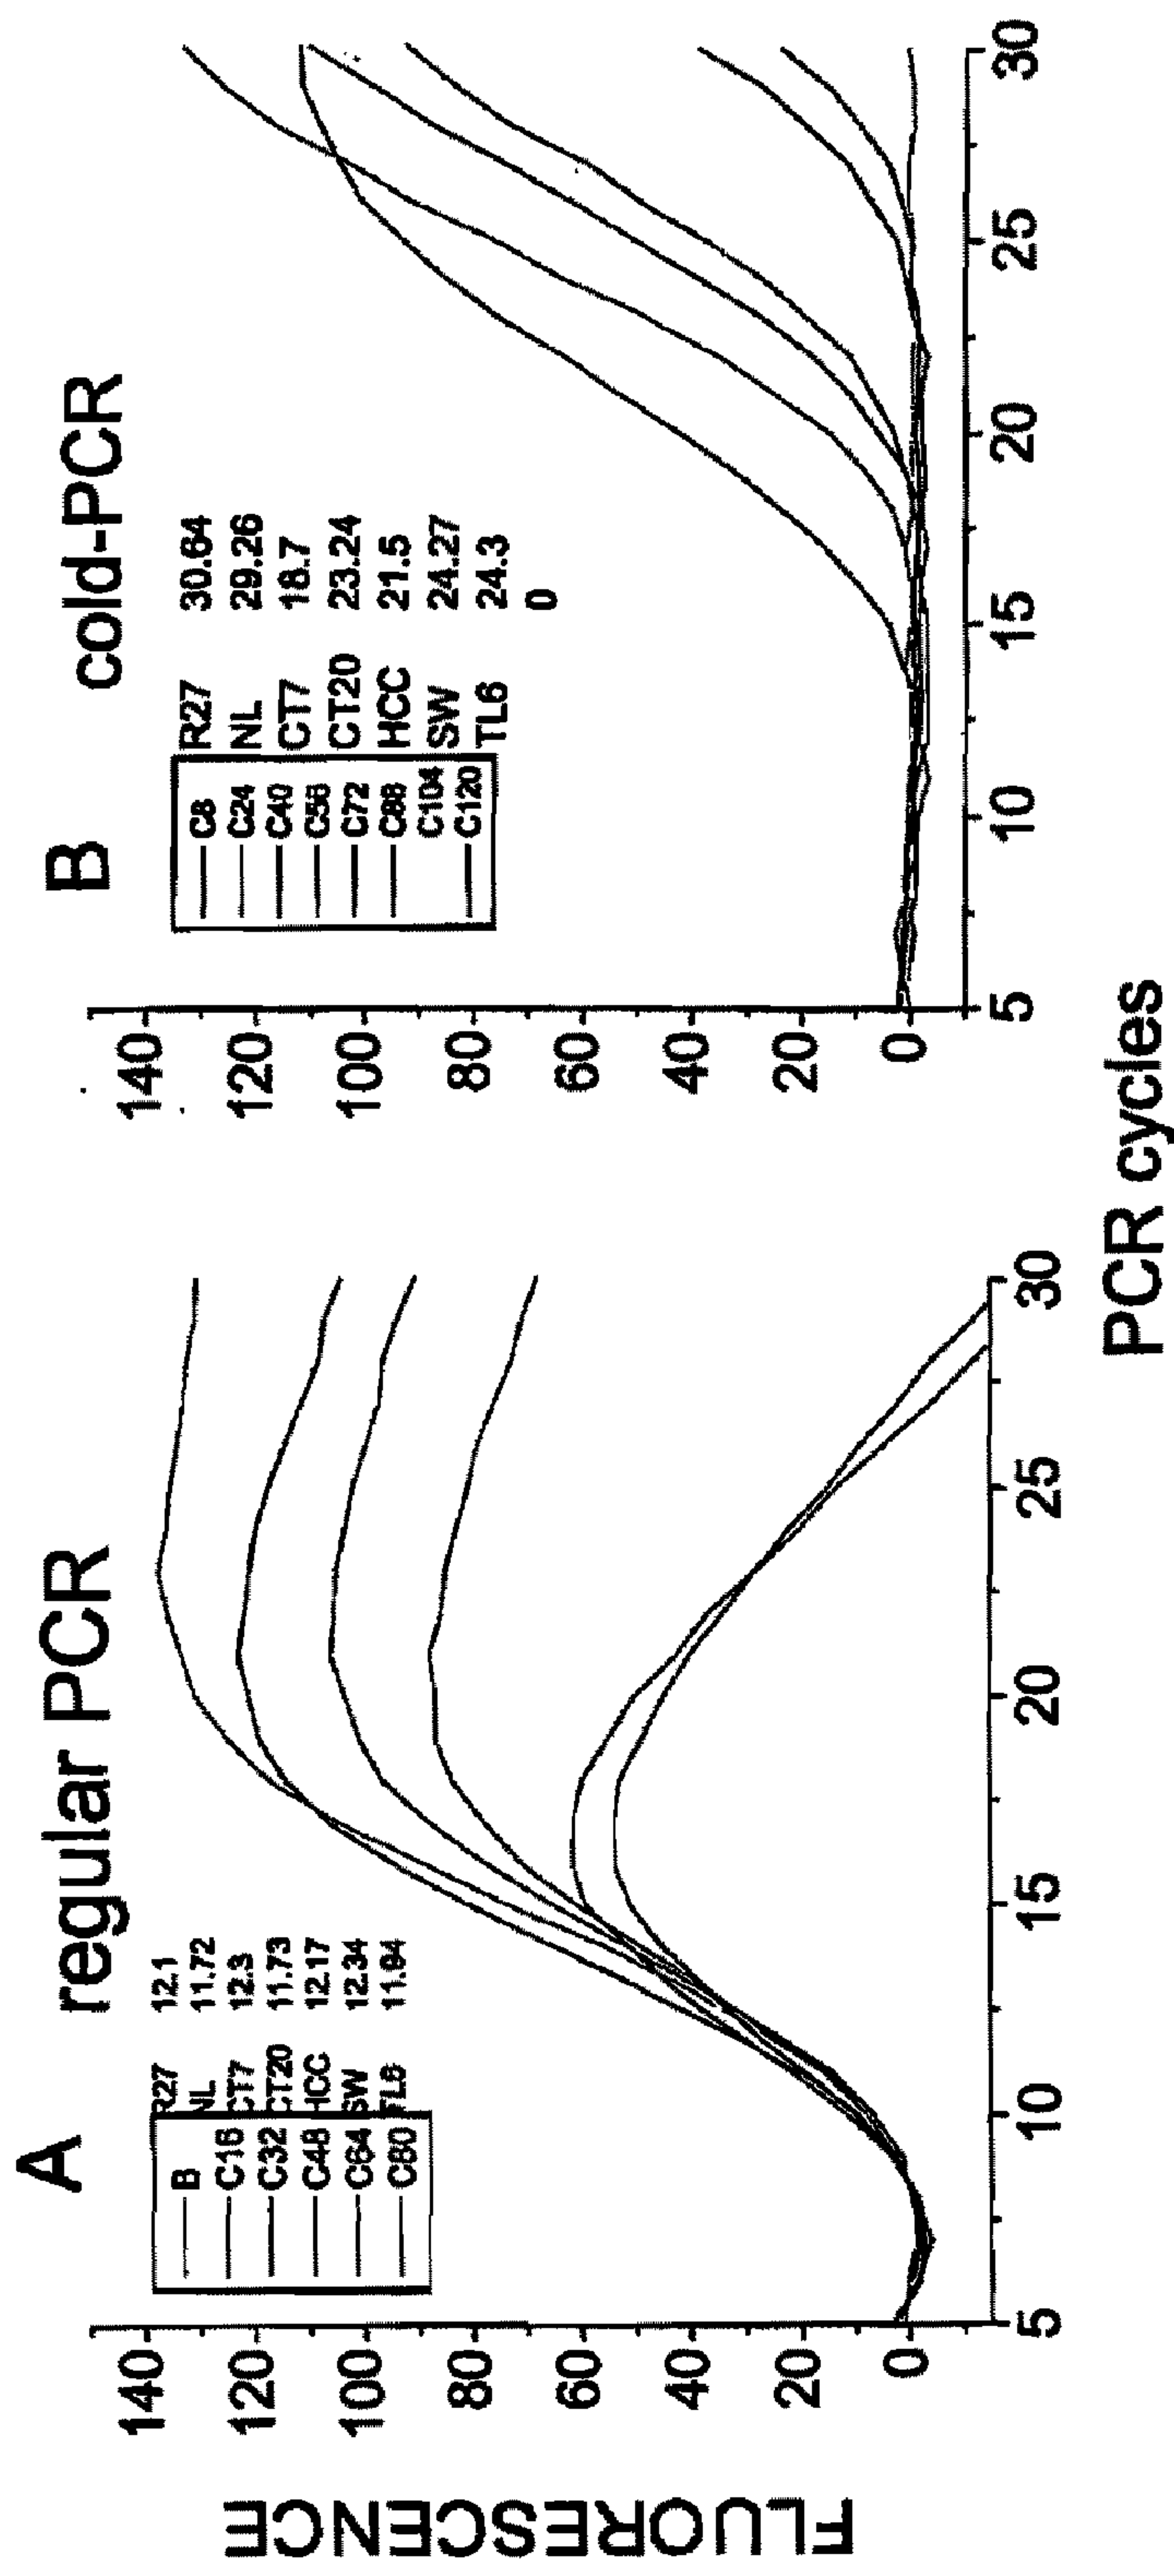 A regular PCR
R27 12.1
B NL 11.72
C16 CT7 12.3
C32 CT20 11.73
C48 HCC 12.17
C64 SW 12.34
C80 TL6 11.94
140
120
100
80
60
40
20
0
5 10 15 20 25 30
FLUORESCENCE
B cold-PCR
C8 R27 30.64
C24 NL 29.26
C40 CT7 18.7
C56 CT20 23.24
C72 HCC 21.5
C88 SW 24.27
C104 TL6 24.3
C120 0
140
120
100
80
60
40
20
0
5 10 15 20 25 30
PCR cycles